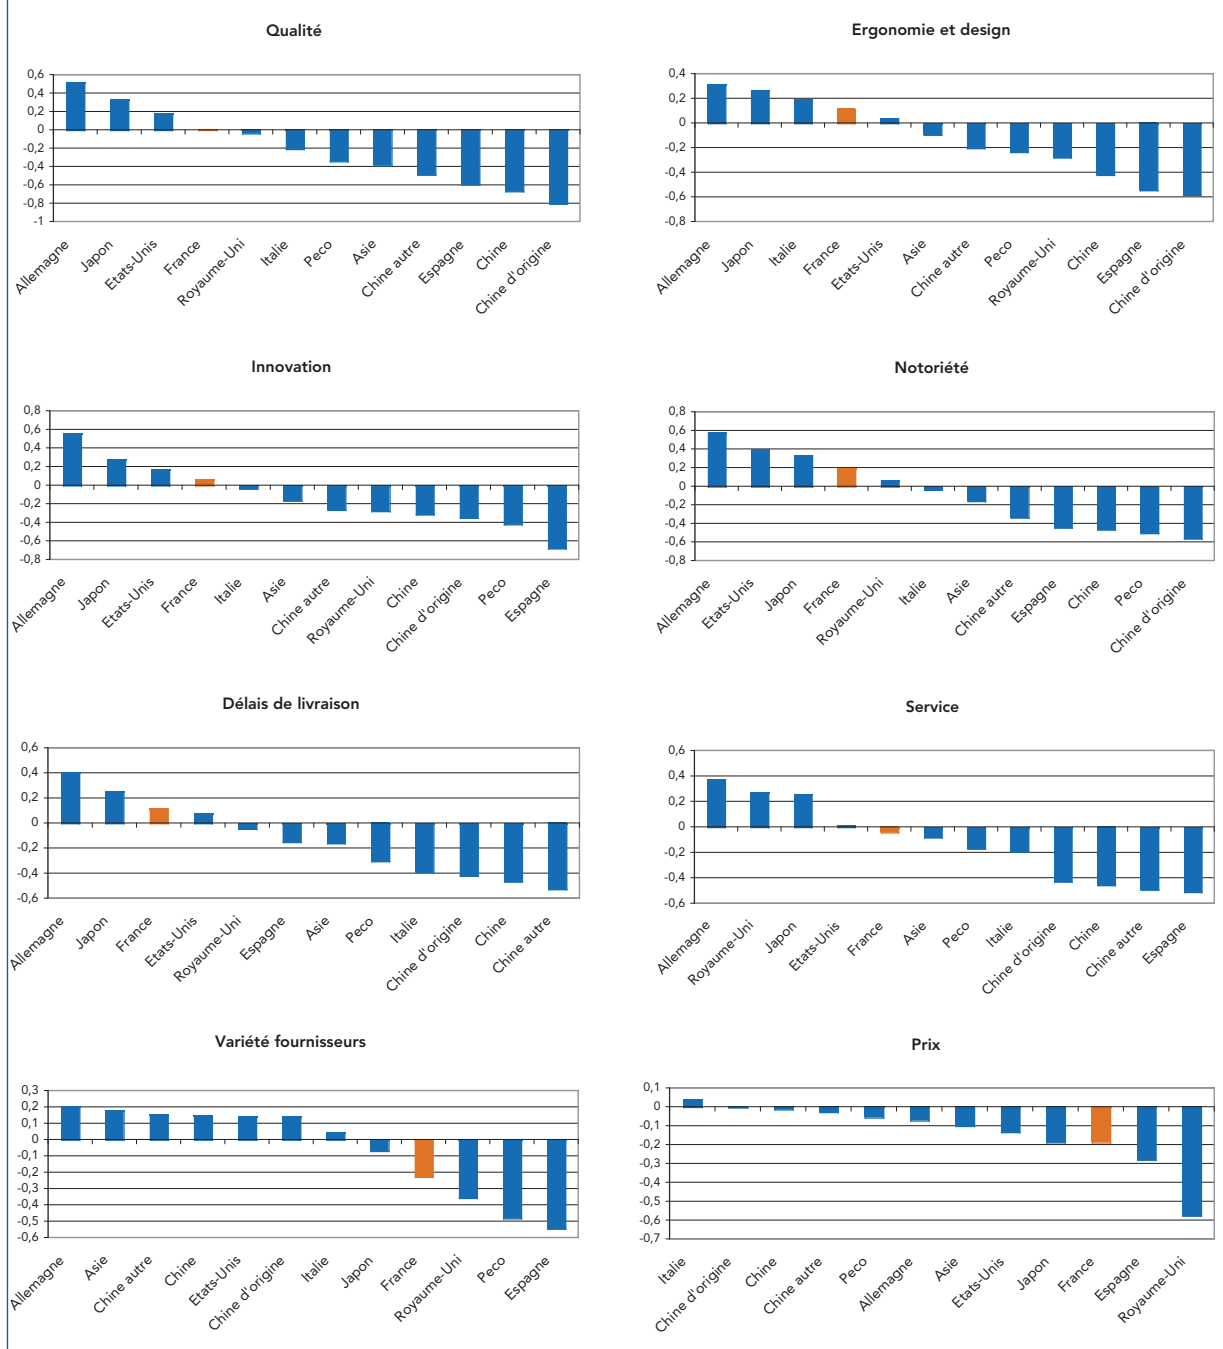 Qualité
0,6
0,4
0,2
0
-0,2
-0,4
-0,6
-0,8
-1
Allemagne
Japon
Etats-Unis
France
Royaume-Uni
Italie
Peco
Asie
Chine autre
Espagne
Chine
Chine d'origine
Ergonomie et design
0,4
0,2
0
-0,2
-0,4
-0,6
-0,8
Allemagne
Japon
Italie
France
Etats-Unis
Asie
Chine autre
Peco
Royaume-Uni
Chine
Espagne
Chine d'origine
Innovation
0,8
0,6
0,4
0,2
0
-0,2
-0,4
-0,6
-0,8
Allemagne
Japon
Etats-Unis
France
Italie
Asie
Chine autre
Royaume-Uni
Chine
Chine d'origine
Peco
Espagne
Notoriété
0,8
0,6
0,4
0,2
0
-0,2
-0,4
-0,6
-0,8
Allemagne
Etats-Unis
Japon
France
Royaume-Uni
Italie
Asie
Chine autre
Espagne
Chine
Peco
Chine d'origine
Délais de livraison
0,6
0,4
0,2
0
-0,2
-0,4
-0,6
Allemagne
Japon
France
Etats-Unis
Royaume-Uni
Espagne
Asie
Peco
Italie
Chine d'origine
Chine
Chine autre
Service
0,6
0,4
0,2
0
-0,2
-0,4
-0,6
Allemagne
Royaume-Uni
Japon
Etats-Unis
France
Asie
Peco
Italie
Chine d'origine
Chine
Chine autre
Espagne
Variété fournisseurs
0,3
0,2
0,1
0
-0,1
-0,2
-0,3
-0,4
-0,5
-0,6
Allemagne
Asie
Chine autre
Chine
Etats-Unis
Chine d'origine
Italie
Japon
France
Royaume-Uni
Peco
Espagne
Prix
0,1
0
-0,1
-0,2
-0,3
-0,4
-0,5
-0,6
-0,7
Italie
Chine d'origine
Chine
Chine autre
Peco
Allemagne
Asie
Etats-Unis
Japon
France
Espagne
Royaume-Uni